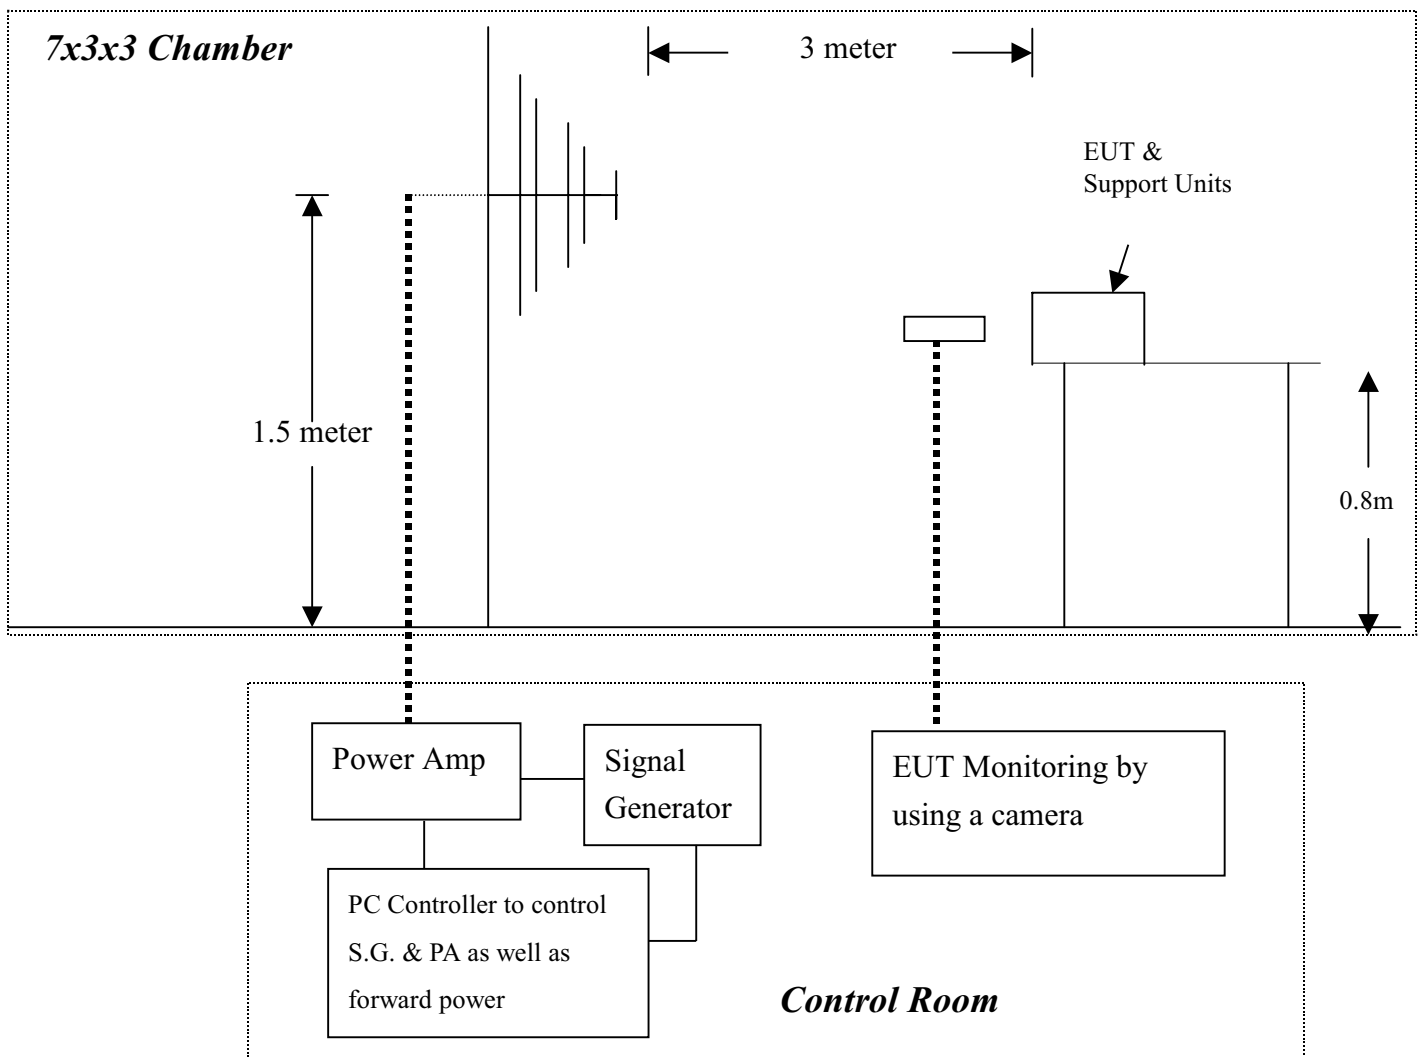 7x3x3 Chamber
3 meter
EUT &
Support Units
1.5 meter
0.8m
Power Amp
Signal
Generator
EUT Monitoring by
using a camera
PC Controller to control
S.G. & PA as well as
forward power
Control Room